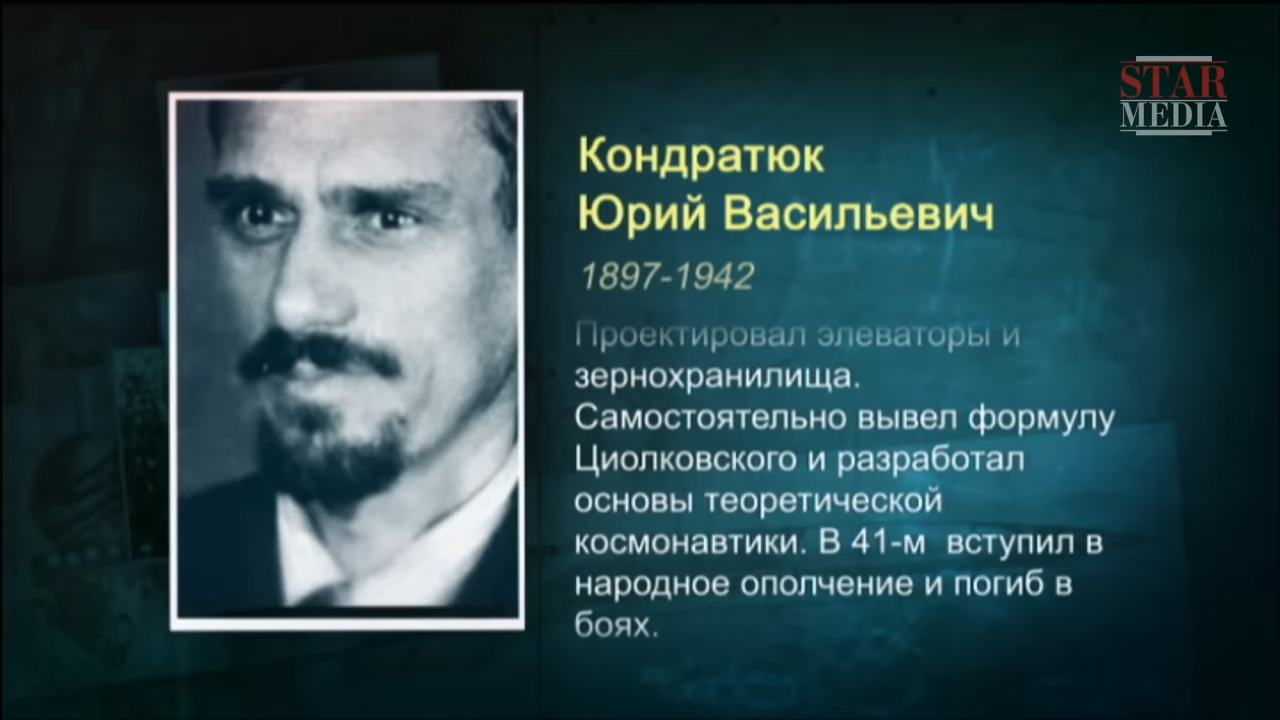 STAR
MEDIA
Кондратюк
Юрий Васильевич
1897-1942
Проектировал элеваторы и
зернохранилища.
Самостоятельно вывел формулу
Циолковского и разработал
основы теоретической
космонавтики. В 41-м  вступил в
народное ополчение и погиб в
боях.